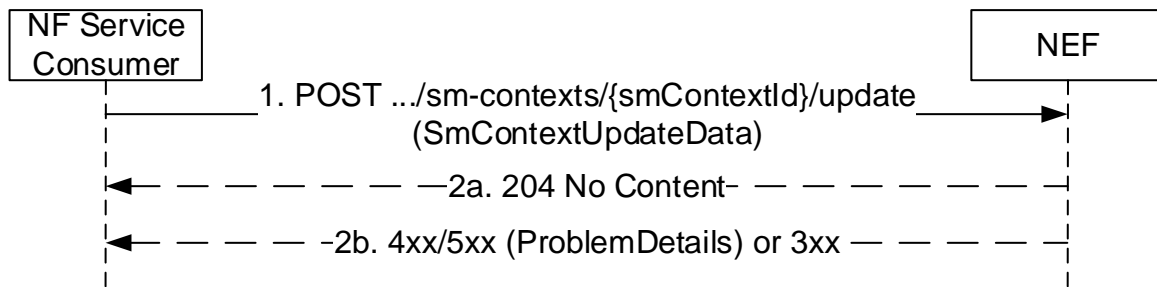 NF Service
Consumer
NEF
1. POST .../sm-contexts/{smContextId}/update
(SmContextUpdateData)
2a. 204 No Content
2b. 4xx/5xx (ProblemDetails) or 3xx